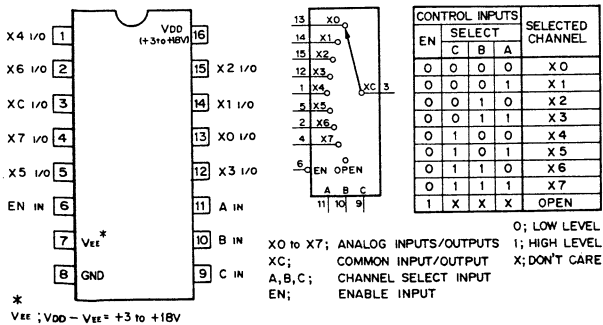 X4 I/O 1
X6 I/O 2
XC I/O 3
X7 I/O 4
X5 I/O 5
EN IN 6
7 VEE*
8 GND
VDD 16
(+3to+18V)
15 X2 I/O
14 X1 I/O
13 X0 I/O
12 X3 I/O
11 A IN
10 B IN
9 C IN
*
VEE ; VDD – VEE = +3 to +18V
13 X0
14 X1
15 X2
12 X3
1 X4
5 X5
2 X6
4 X7
XC 3
6
EN OPEN
A B C
11 10 9
CONTROL INPUTS SELECTED CHANNEL
EN SELECT
C B A
0 0 0 0 X0
0 0 0 1 X1
0 0 1 0 X2
0 0 1 1 X3
0 1 0 0 X4
0 1 0 1 X5
0 1 1 0 X6
0 1 1 1 X7
1 X X X OPEN
0; LOW LEVEL
1; HIGH LEVEL
X; DON'T CARE
X0 to X7; ANALOG INPUTS/OUTPUTS
XC; COMMON INPUT/OUTPUT
A,B,C; CHANNEL SELECT INPUT
EN; ENABLE INPUT